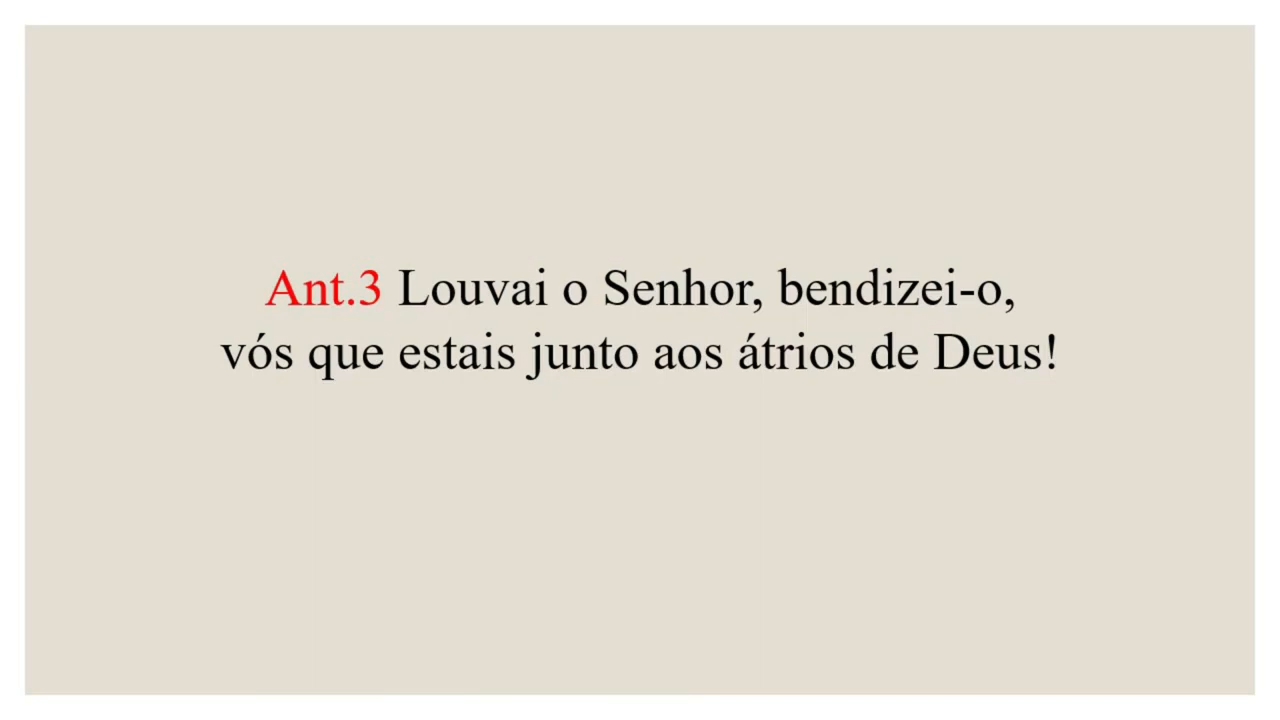 Ant.3 Louvai o Senhor, bendizei-o,
vós que estais junto aos átrios de Deus!